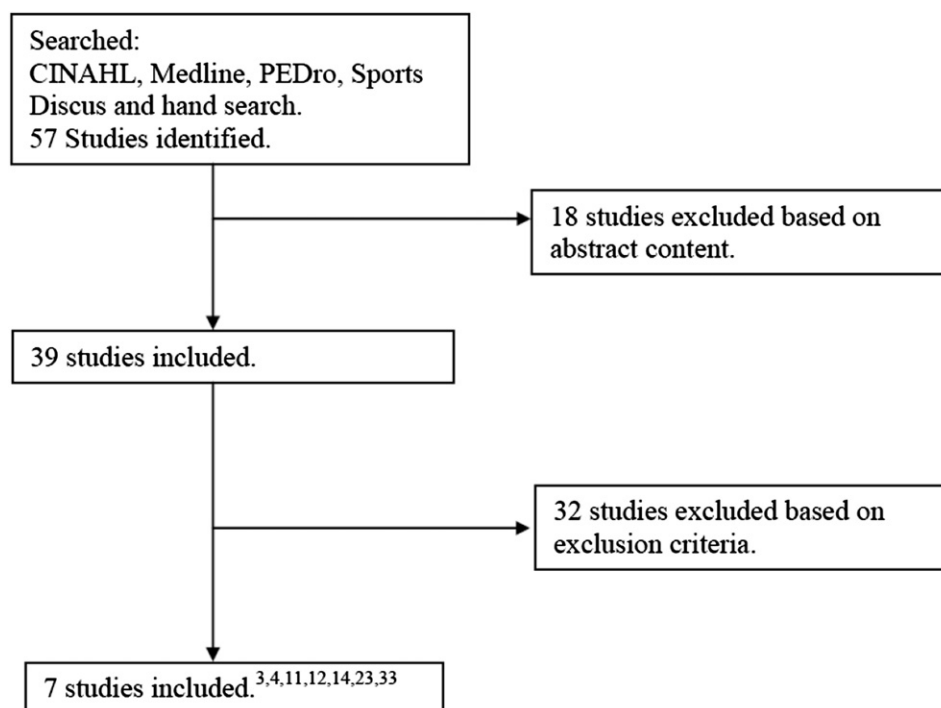 Searched:
CINAHL, Medline, PEDro, Sports
Discus and hand search.
57 Studies identified.
18 studies excluded based on
abstract content.
39 studies included.
32 studies excluded based on
exclusion criteria.
7 studies included.3,4,11,12,14,23,33